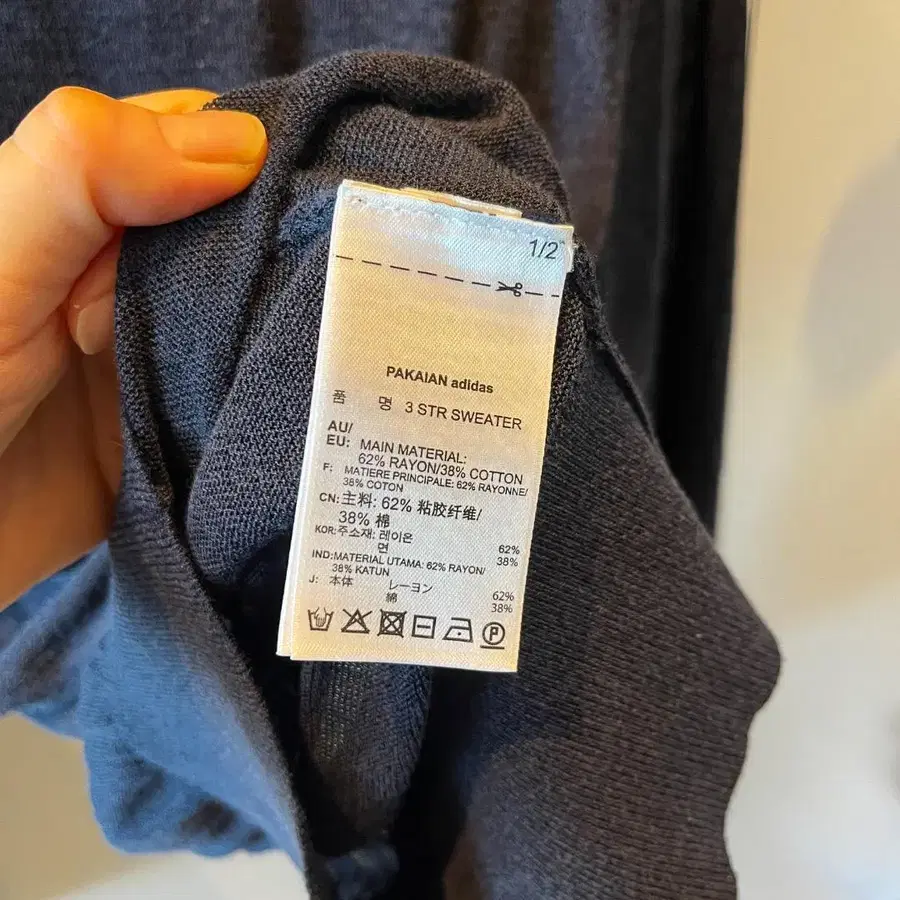 1/2
PAKAIAN adidas
품 명 3 STR SWEATER
AU/
EU: MAIN MATERIAL:
62% RAYON/38% COTTON
F: MATIERE PRINCIPALE: 62% RAYONNE/
38% COTON
CN: 主料: 62% 粘胶纤维/
38% 棉
KOR: 주소재: 레이온 62%
면 38%
IND: MATERIAL UTAMA: 62% RAYON/
38% KATUN
J: 本体 レーヨン 62%
綿 38%
P